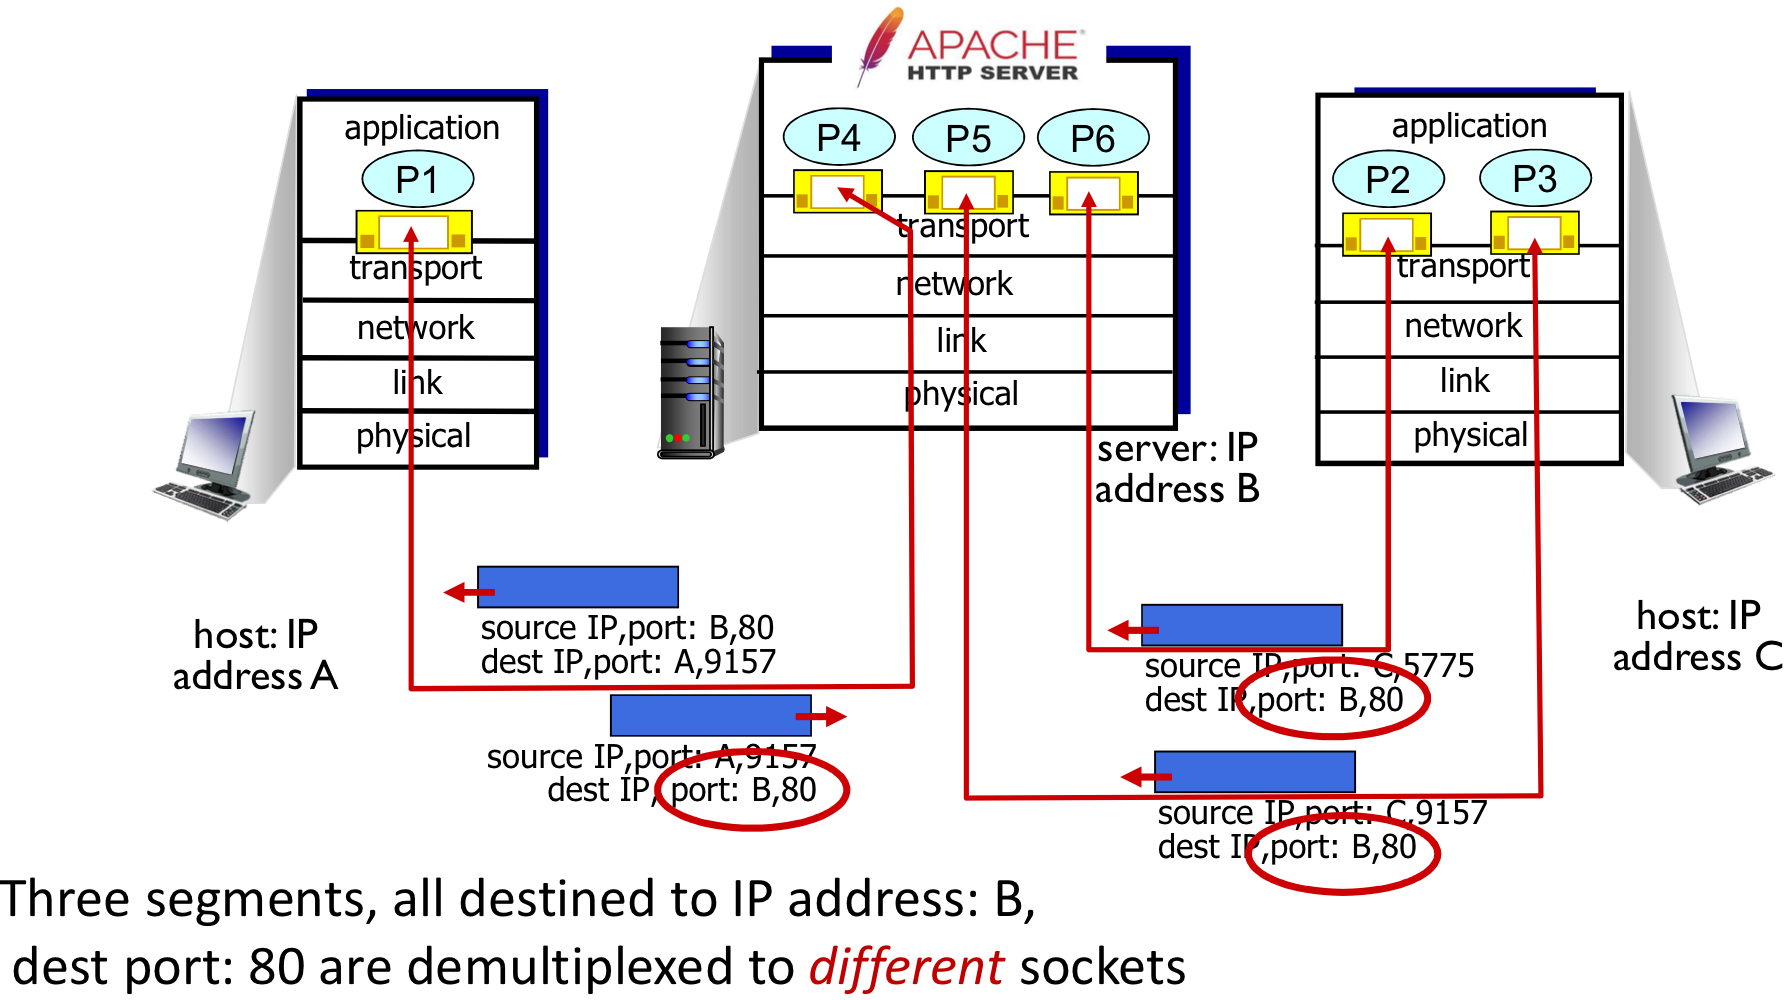 APACHE
HTTP SERVER
application
P1
transport
network
link
physical
P4
P5
P6
transport
network
link
physical
application
P2
P3
transport
network
link
physical
server: IP
address B
host: IP
address A
source IP,port: B,80
dest IP,port: A,9157
source IP,port: A,9157
dest IP, port: B,80
source IP,port: C,5775
dest IP,port: B,80
source IP,port: C,9157
dest IP,port: B,80
host: IP
address C
Three segments, all destined to IP address: B,
dest port: 80 are demultiplexed to different sockets